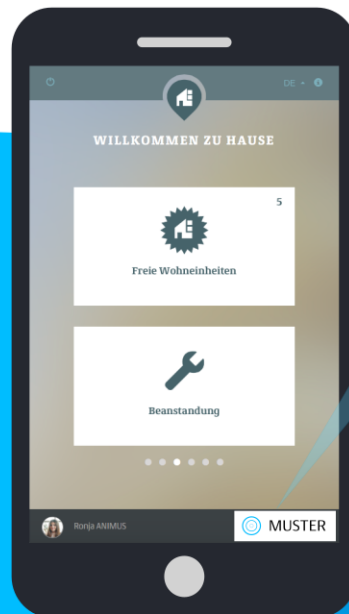 DE
WILLKOMMEN ZU HAUSE
5
Freie Wohneinheiten
Beanstandung
Ronja ANIMUS
MUSTER